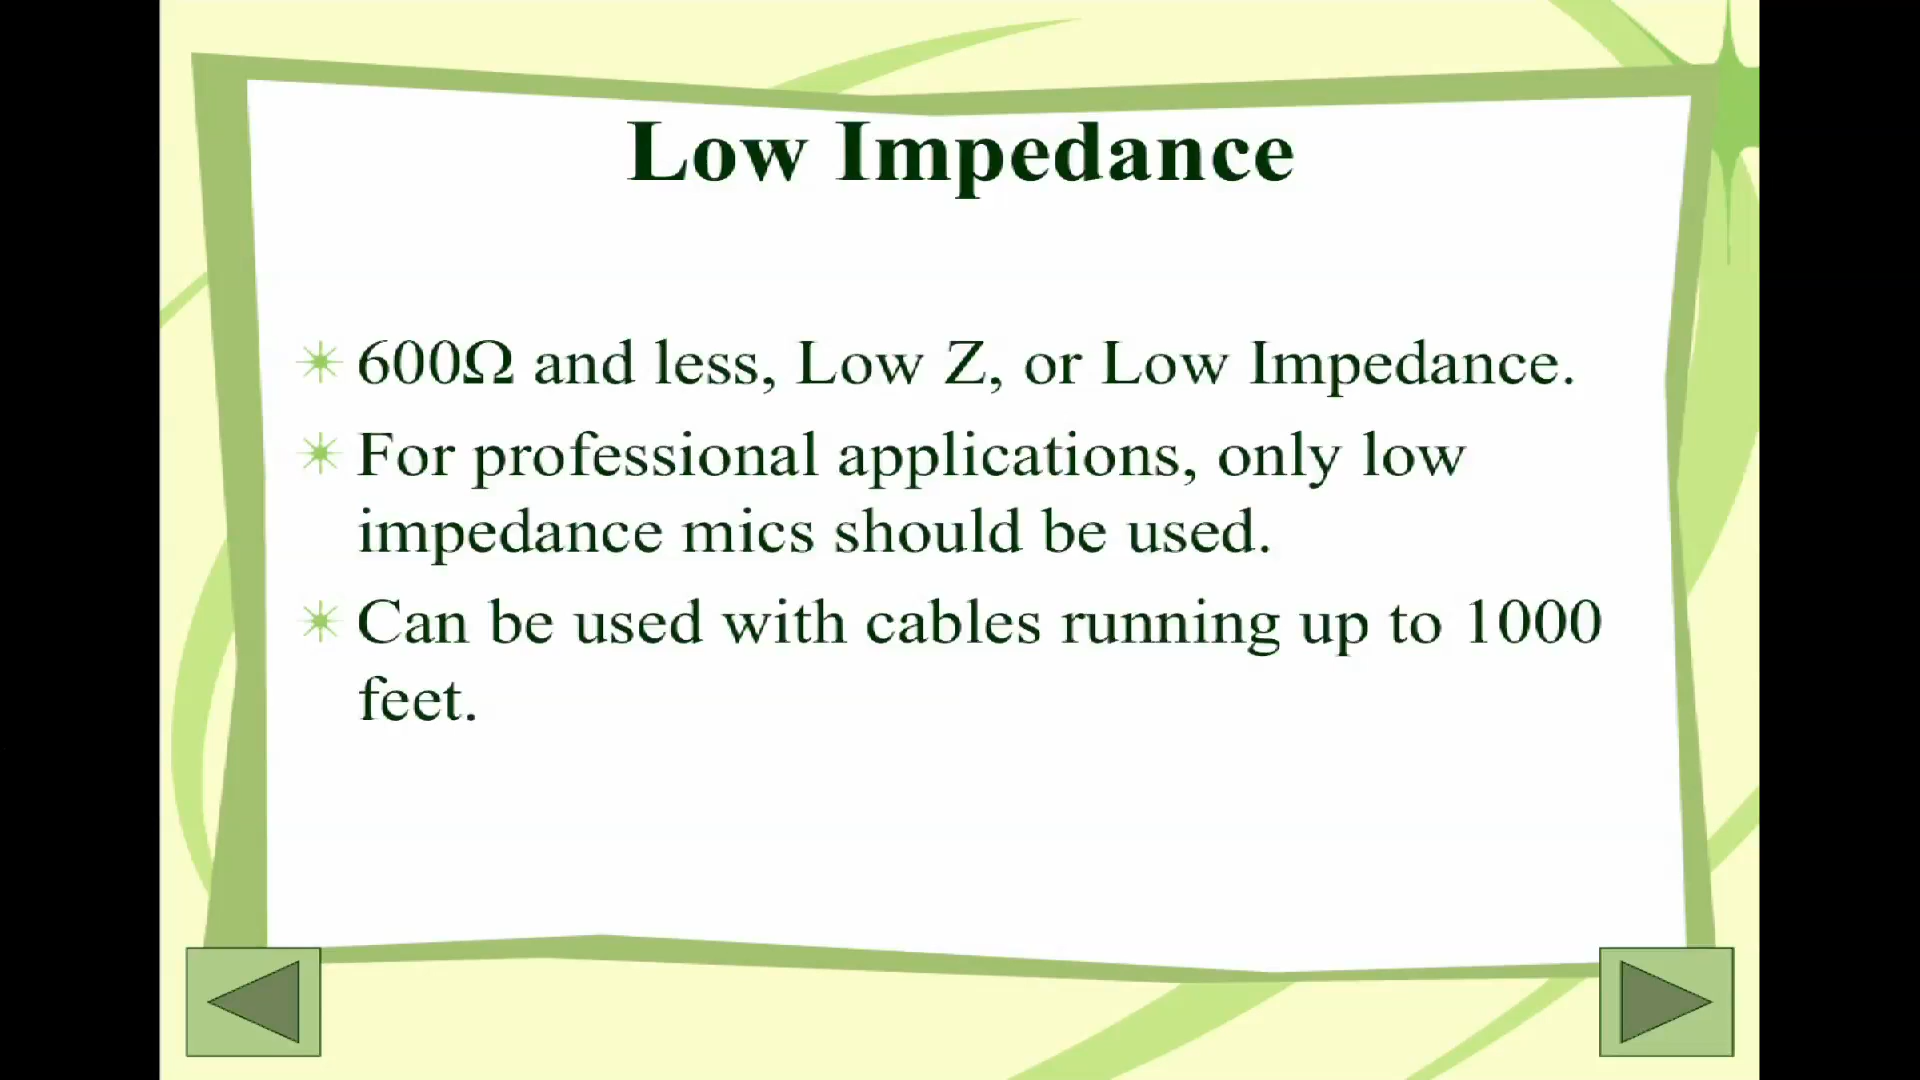 Low Impedance
600Ω and less, Low Z, or Low Impedance.
For professional applications, only low
impedance mics should be used.
Can be used with cables running up to 1000
feet.